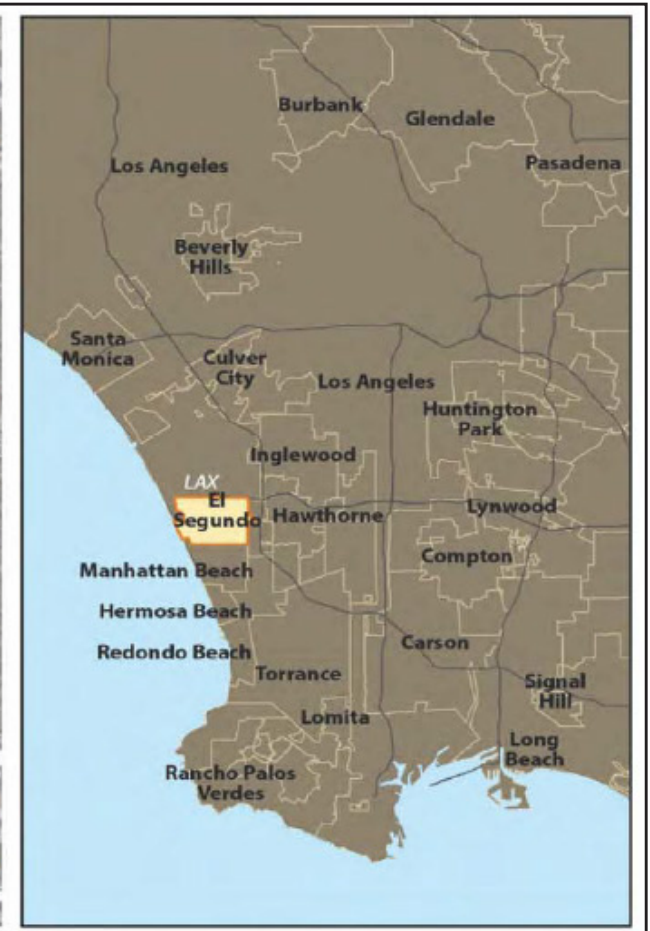 Burbank
Glendale
Los Angeles
Pasadena
Beverly
Hills
Santa
Monica
Culver
City
Los Angeles
Huntington
Park
Inglewood
LAX
El
Segundo
Hawthorne
Lynwood
Compton
Manhattan Beach
Hermosa Beach
Carson
Redondo Beach
Torrance
Signal
Hill
Lomita
Long
Beach
Rancho Palos
Verdes